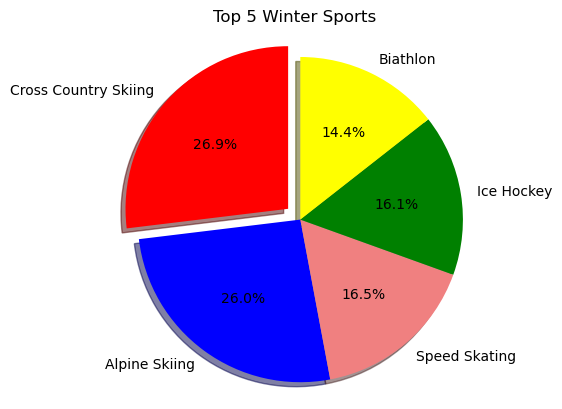 Top 5 Winter Sports
Biathlon
Cross Country Skiing
14.4%
26.9%
Ice Hockey
16.1%
26.0%
16.5%
Speed Skating
Alpine Skiing